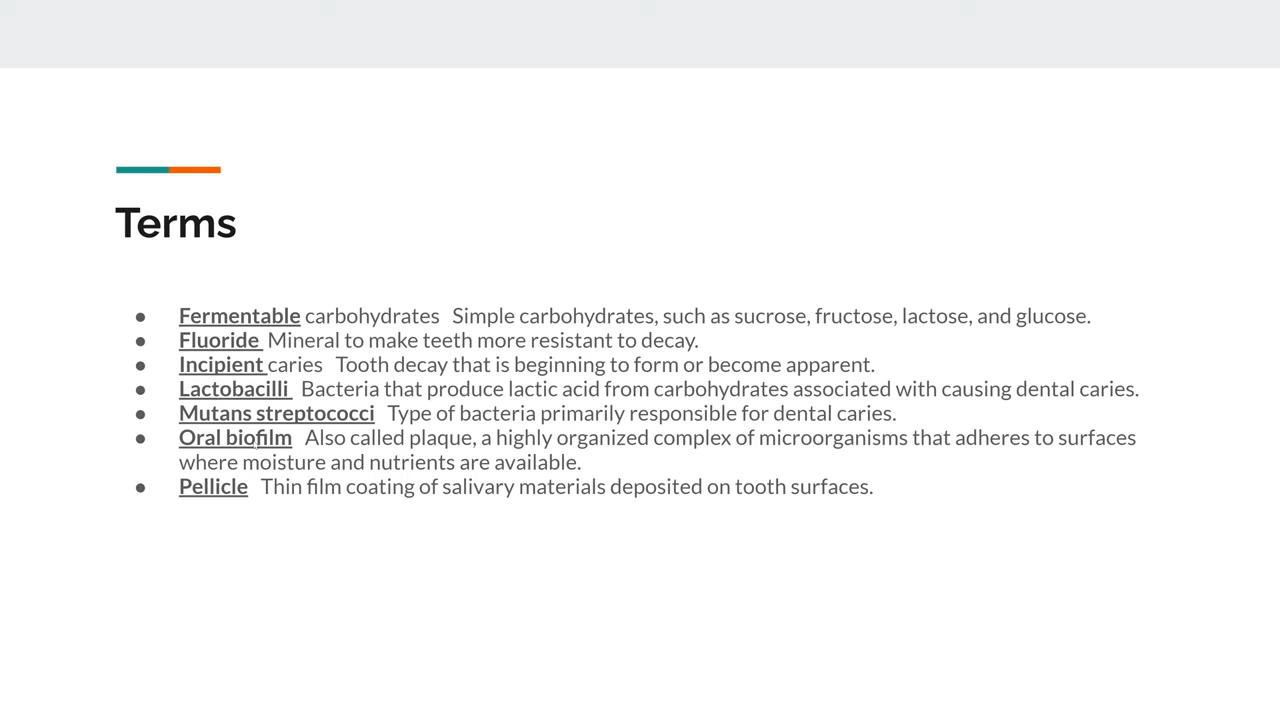 Terms
● Fermentable carbohydrates Simple carbohydrates, such as sucrose, fructose, lactose, and glucose.
● Fluoride Mineral to make teeth more resistant to decay.
● Incipient caries Tooth decay that is beginning to form or become apparent.
● Lactobacilli Bacteria that produce lactic acid from carbohydrates associated with causing dental caries.
● Mutans streptococci Type of bacteria primarily responsible for dental caries.
● Oral biofilm Also called plaque, a highly organized complex of microorganisms that adheres to surfaces
where moisture and nutrients are available.
● Pellicle Thin film coating of salivary materials deposited on tooth surfaces.